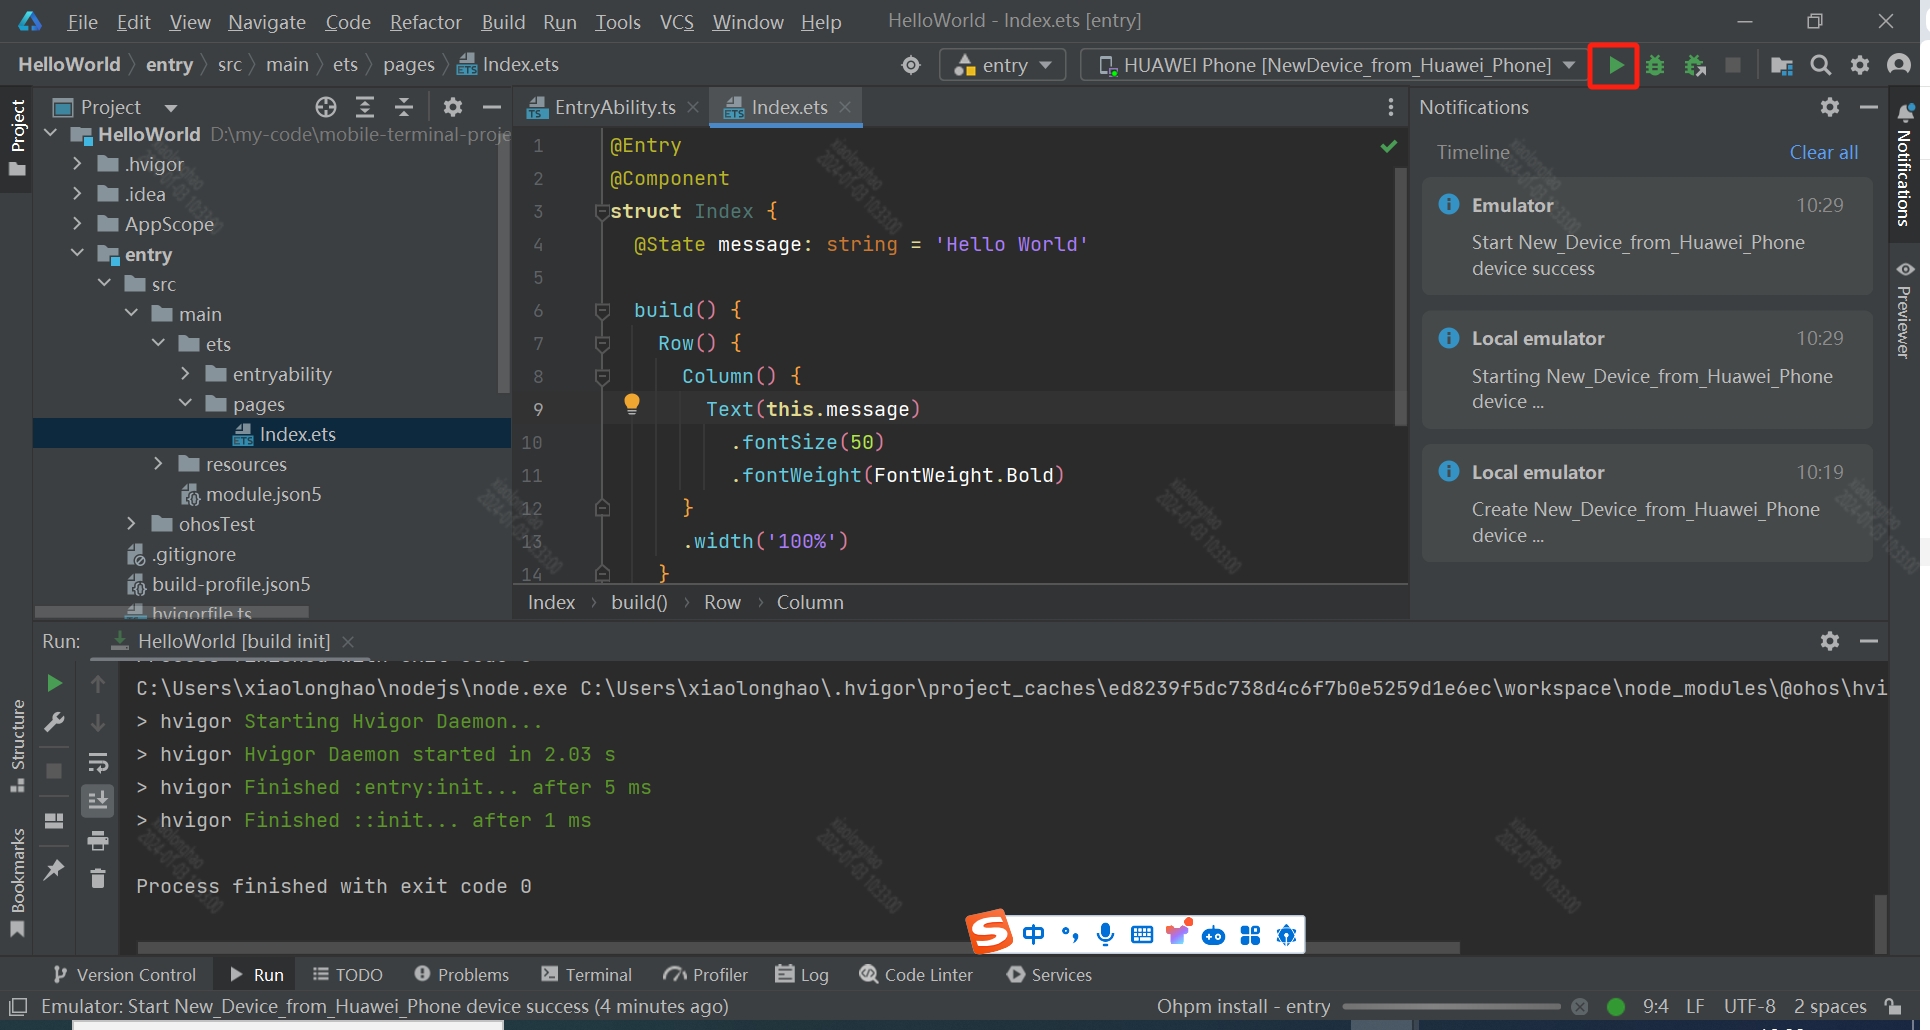 File Edit View Navigate Code Refactor Build Run Tools VCS Window Help HelloWorld - Index.ets [entry]
HelloWorld entry src main ets pages Index.ets entry HUAWEI Phone [NewDevice_from_Huawei_Phone]
Project
Project
HelloWorld D:\my-code\mobile-terminal-proje
.hvigor
.idea
AppScope
entry
src
main
ets
entryability
pages
Index.ets
resources
module.json5
ohosTest
.gitignore
build-profile.json5
hvigorfile.ts
Structure
Bookmarks
EntryAbility.ts Index.ets
1 @Entry
2 @Component
3 struct Index {
4 @State message: string = 'Hello World'
5
6 build() {
7 Row() {
8 Column() {
9 Text(this.message)
10 .fontSize(50)
11 .fontWeight(FontWeight.Bold)
12 }
13 .width('100%')
14 }
Index build() Row Column
Notifications
Timeline Clear all
Emulator 10:29
Start New_Device_from_Huawei_Phone
device success
Local emulator 10:29
Starting New_Device_from_Huawei_Phone
device ...
Local emulator 10:19
Create New_Device_from_Huawei_Phone
device ...
Notifications
Previewer
Run: HelloWorld [build init]
C:\Users\xiaolonghao\nodejs\node.exe C:\Users\xiaolonghao\.hvigor\project_caches\ed8239f5dc738d4c6f7b0e5259d1e6ec\workspace\node_modules\@ohos\hvi
> hvigor Starting Hvigor Daemon...
> hvigor Hvigor Daemon started in 2.03 s
> hvigor Finished :entry:init... after 5 ms
> hvigor Finished ::init... after 1 ms
Process finished with exit code 0
S 中
Version Control Run TODO Problems Terminal Profiler Log Code Linter Services
Emulator: Start New_Device_from_Huawei_Phone device success (4 minutes ago) Ohpm install - entry 9:4 LF UTF-8 2 spaces
xiaolonghao
2024-01-03 10:33:00